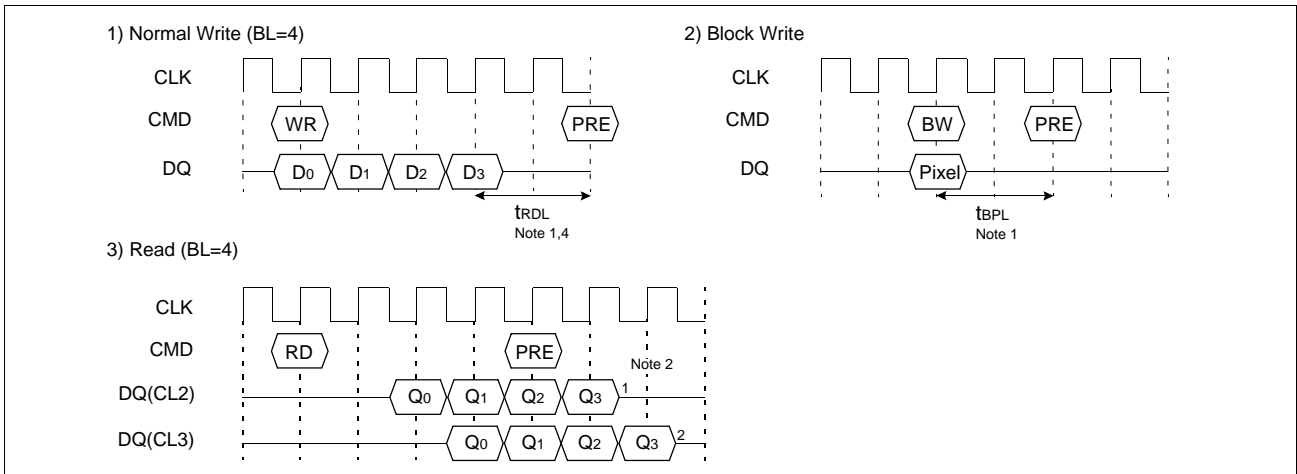 1) Normal Write (BL=4)
CLK
CMD WR PRE
DQ D0 D1 D2 D3
tRDL
Note 1,4
2) Block Write
CLK
CMD BW PRE
DQ Pixel
tBPL
Note 1
3) Read (BL=4)
CLK
CMD RD PRE
Note 2
DQ(CL2) Q0 Q1 Q2 Q3 1
DQ(CL3) Q0 Q1 Q2 Q3 2